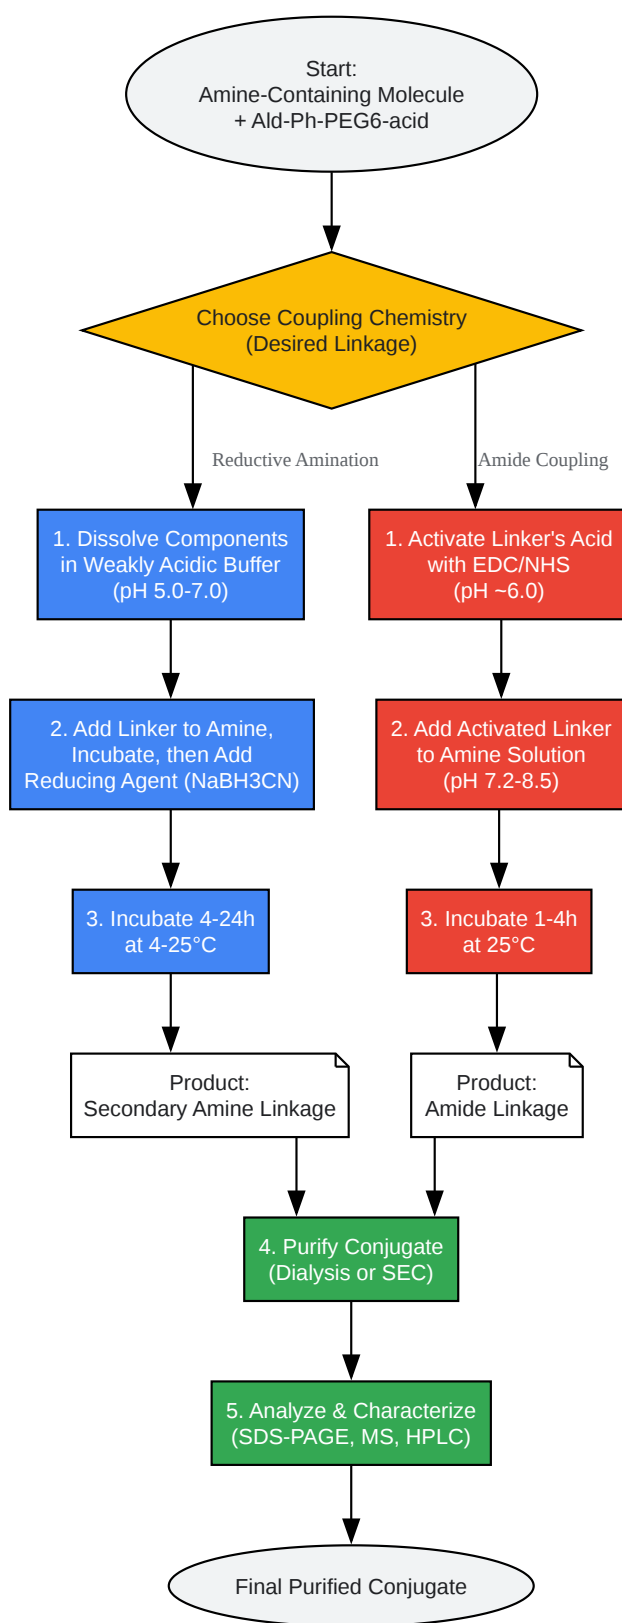 Start:
Amine-Containing Molecule
+ Ald-Ph-PEG6-acid
Choose Coupling Chemistry
(Desired Linkage)
Reductive Amination
Amide Coupling
1. Dissolve Components
in Weakly Acidic Buffer
(pH 5.0-7.0)
1. Activate Linker's Acid
with EDC/NHS
(pH ~6.0)
2. Add Linker to Amine,
Incubate, then Add
Reducing Agent (NaBH3CN)
2. Add Activated Linker
to Amine Solution
(pH 7.2-8.5)
3. Incubate 4-24h
at 4-25°C
3. Incubate 1-4h
at 25°C
Product:
Secondary Amine Linkage
Product:
Amide Linkage
4. Purify Conjugate
(Dialysis or SEC)
5. Analyze & Characterize
(SDS-PAGE, MS, HPLC)
Final Purified Conjugate